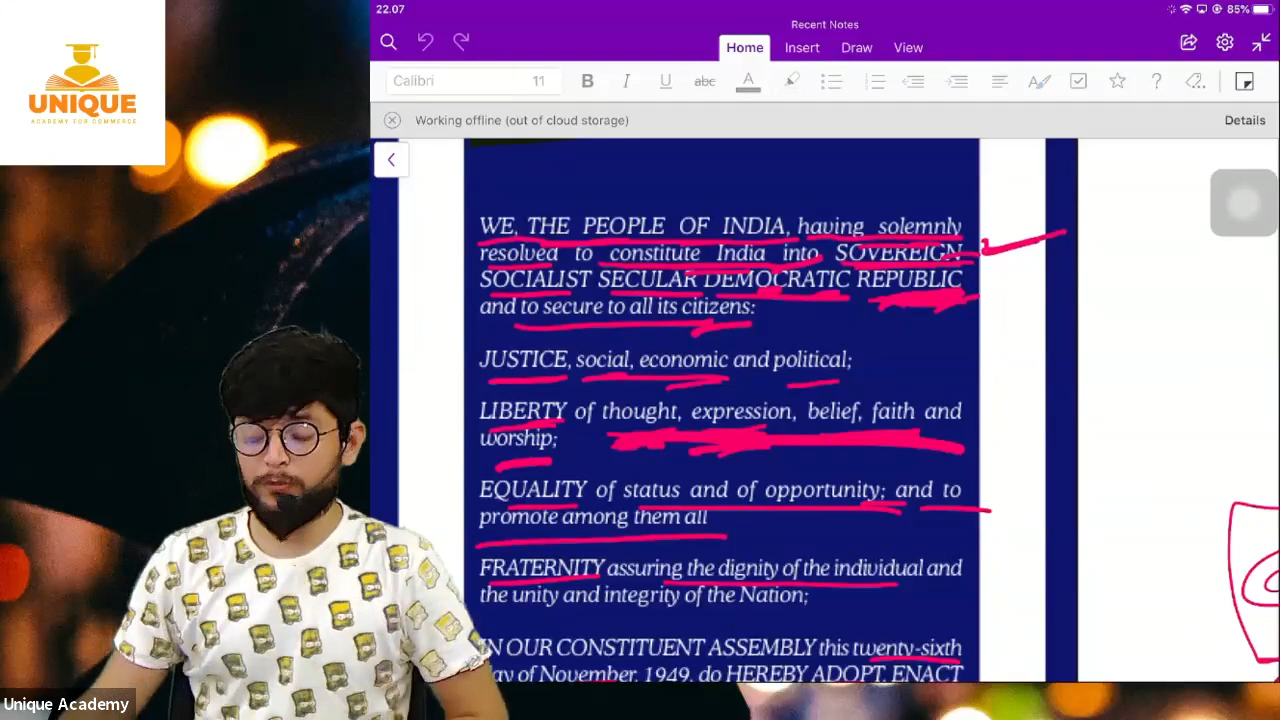 22.07
85%
Recent Notes
Home Insert Draw View
Calibri 11 B I U abc A
Working offline (out of cloud storage) Details
UNIQUE
ACADEMY FOR COMMERCE
WE, THE PEOPLE OF INDIA, having solemnly
resolved to constitute India into SOVEREIGN
SOCIALIST SECULAR DEMOCRATIC REPUBLIC
and to secure to all its citizens:
JUSTICE, social, economic and political;
LIBERTY of thought, expression, belief, faith and
worship;
EQUALITY of status and of opportunity; and to
promote among them all
FRATERNITY assuring the dignity of the individual and
the unity and integrity of the Nation;
IN OUR CONSTITUENT ASSEMBLY this twenty-sixth
day of November, 1949, do HEREBY ADOPT, ENACT
Unique Academy